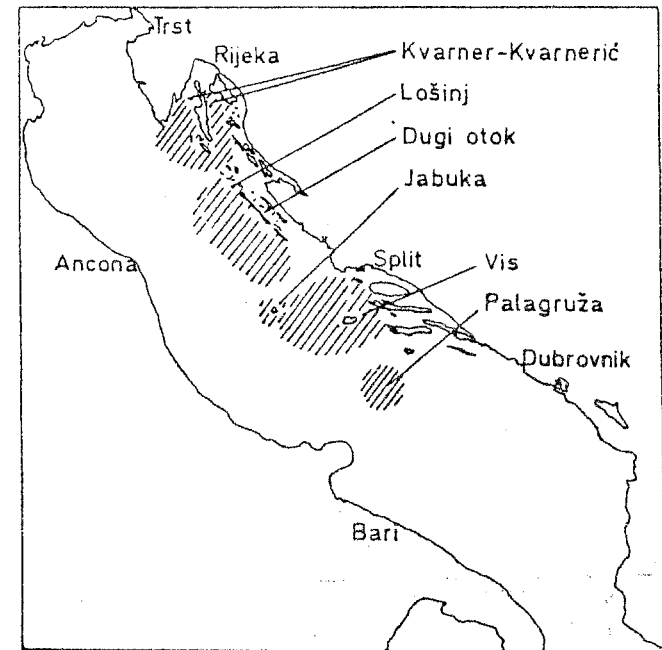 Trst
Rijeka
Kvarner-Kvarnerić
Lošinj
Dugi otok
Jabuka
Ancona
Split
Vis
Palagruža
Dubrovnik
Bari